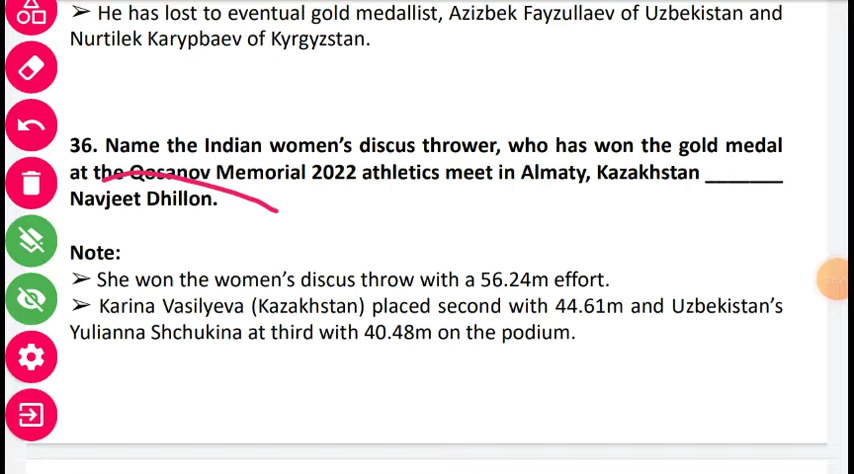 ➢ He has lost to eventual gold medallist, Azizbek Fayzullaev of Uzbekistan and
Nurtilek Karypbaev of Kyrgyzstan.
36. Name the Indian women’s discus thrower, who has won the gold medal
at the Qosanov Memorial 2022 athletics meet in Almaty, Kazakhstan _______
Navjeet Dhillon.
Note:
➢ She won the women’s discus throw with a 56.24m effort.
➢ Karina Vasilyeva (Kazakhstan) placed second with 44.61m and Uzbekistan’s
Yulianna Shchukina at third with 40.48m on the podium.